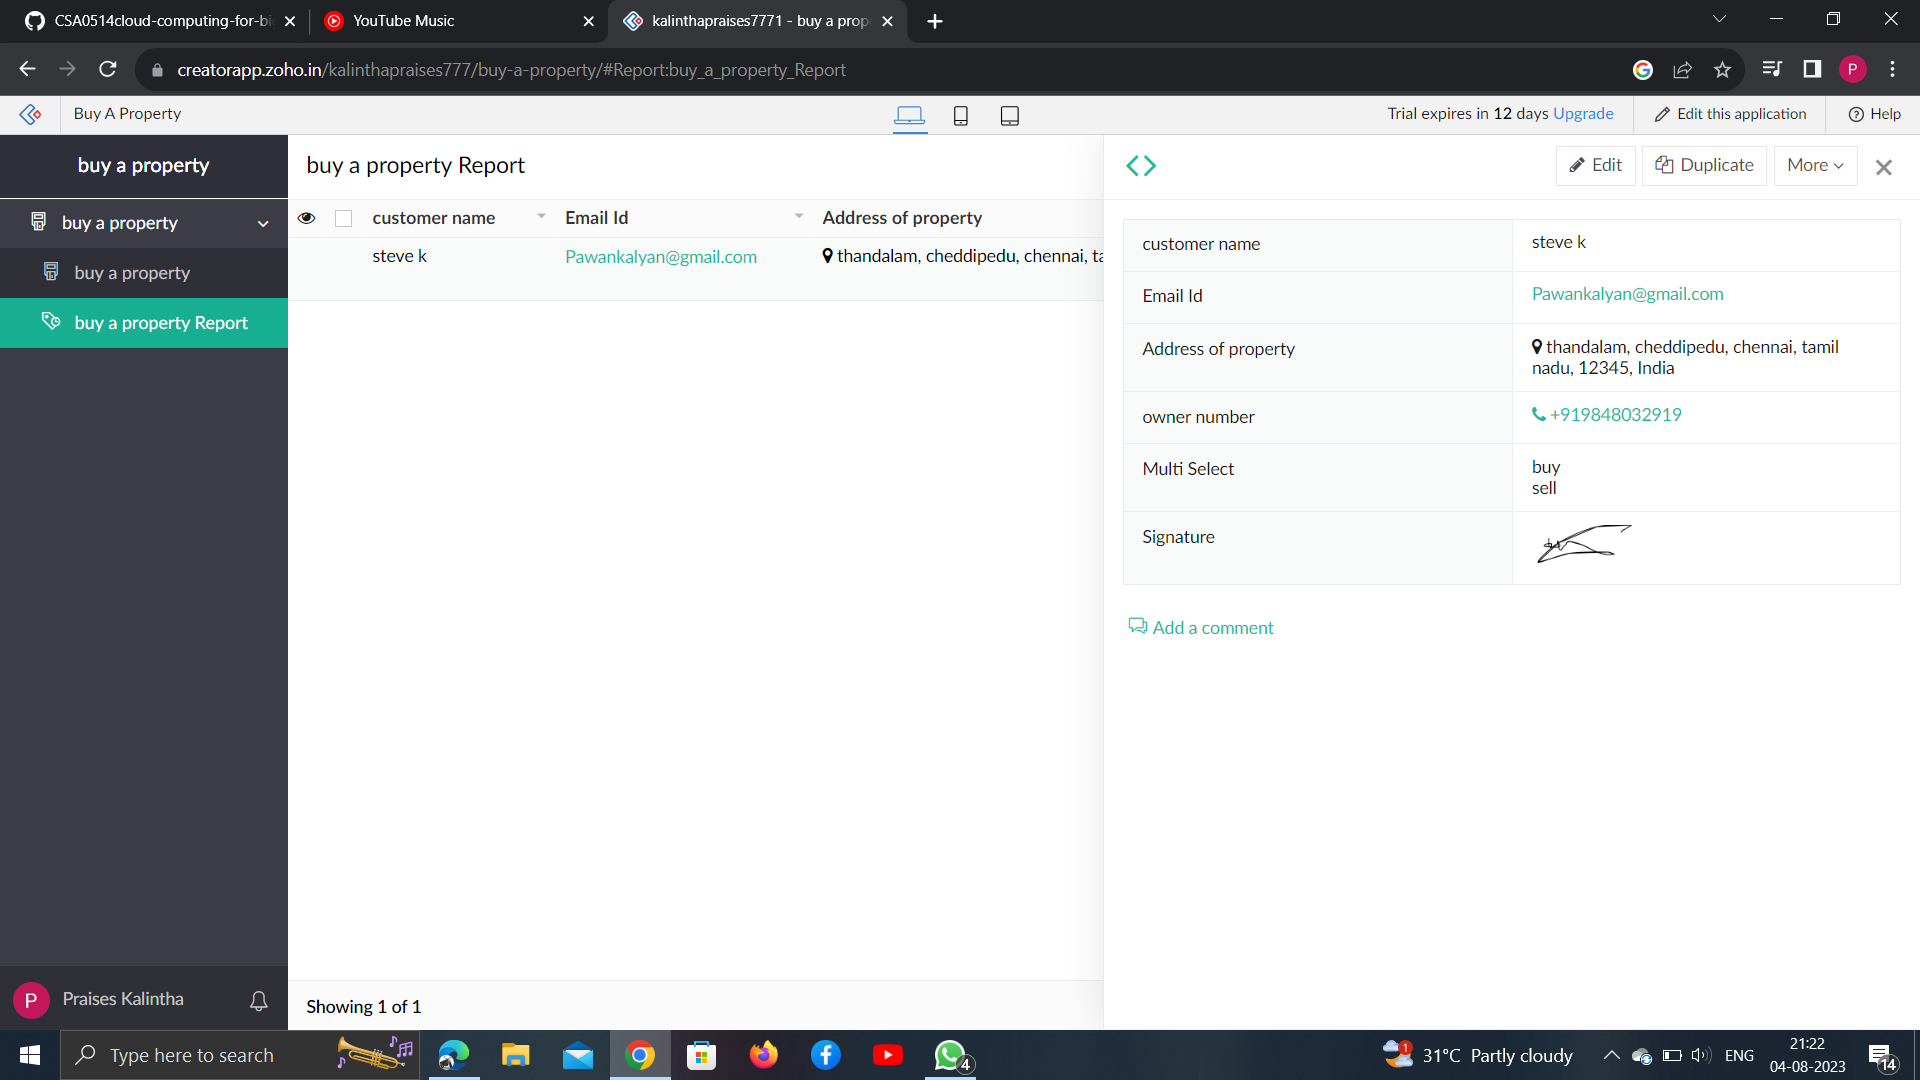 CSA0514cloud-computing-for-bi
YouTube Music
kalinthapraises7771 - buy a prop
creatorapp.zoho.in/kalinthapraises777/buy-a-property/#Report:buy_a_property_Report
P
Buy A Property
Trial expires in 12 days Upgrade
Edit this application
Help
buy a property
buy a property
buy a property
buy a property Report
Praises Kalintha
P
buy a property Report
customer name
Email Id
Address of property
steve k
Pawankalyan@gmail.com
thandalam, cheddipedu, chennai, ta
Showing 1 of 1
Edit
Duplicate
More
customer name
steve k
Email Id
Pawankalyan@gmail.com
Address of property
thandalam, cheddipedu, chennai, tamil
nadu, 12345, India
owner number
+919848032919
Multi Select
buy
sell
Signature
Add a comment
Type here to search
4
1
31°C Partly cloudy
ENG
21:22
04-08-2023
14